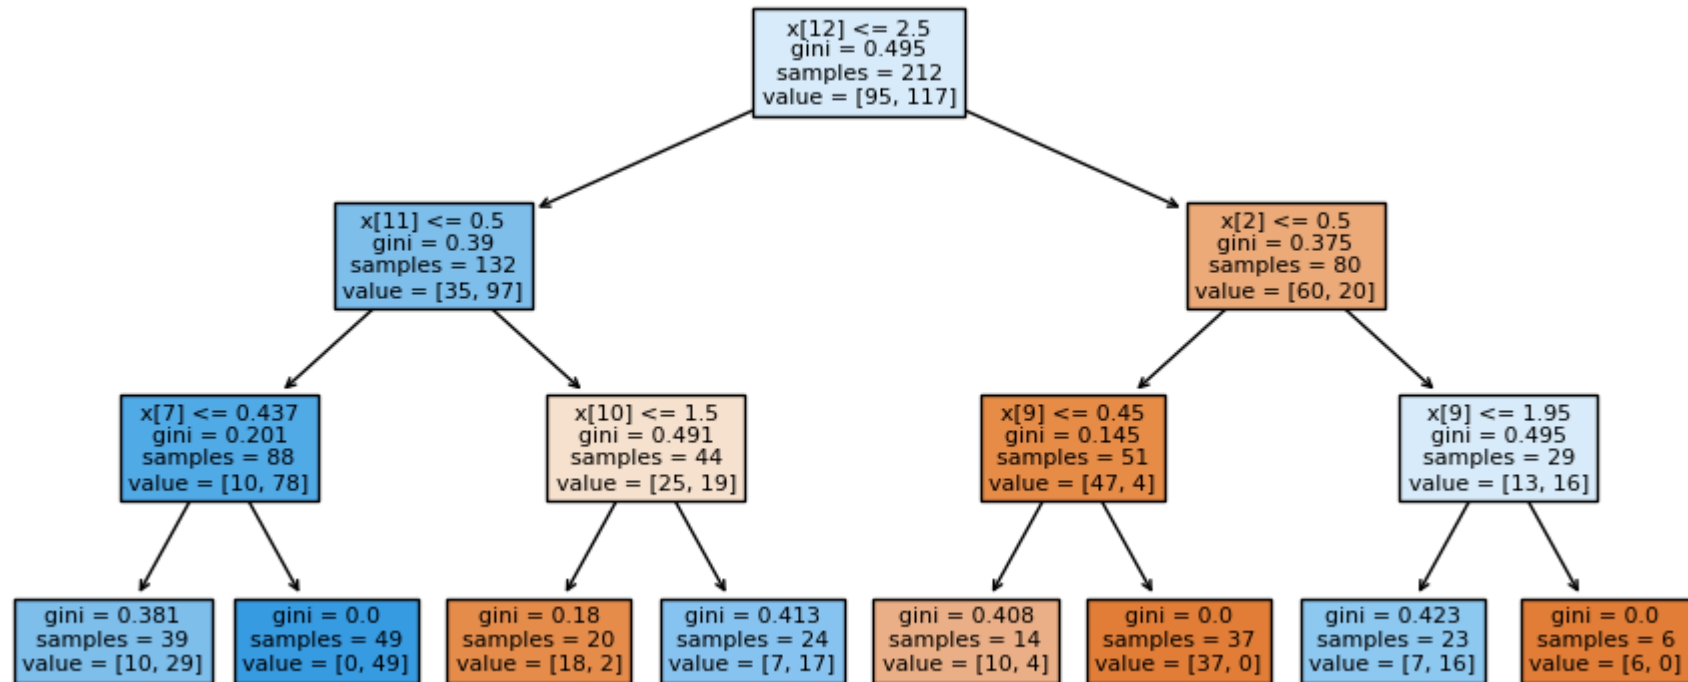 x[12] <= 2.5
gini = 0.495
samples = 212
value = [95, 117]
x[11] <= 0.5
gini = 0.39
samples = 132
value = [35, 97]
x[2] <= 0.5
gini = 0.375
samples = 80
value = [60, 20]
x[7] <= 0.437
gini = 0.201
samples = 88
value = [10, 78]
x[10] <= 1.5
gini = 0.491
samples = 44
value = [25, 19]
x[9] <= 0.45
gini = 0.145
samples = 51
value = [47, 4]
x[9] <= 1.95
gini = 0.495
samples = 29
value = [13, 16]
gini = 0.381
samples = 39
value = [10, 29]
gini = 0.0
samples = 49
value = [0, 49]
gini = 0.18
samples = 20
value = [18, 2]
gini = 0.413
samples = 24
value = [7, 17]
gini = 0.408
samples = 14
value = [10, 4]
gini = 0.0
samples = 37
value = [37, 0]
gini = 0.423
samples = 23
value = [7, 16]
gini = 0.0
samples = 6
value = [6, 0]